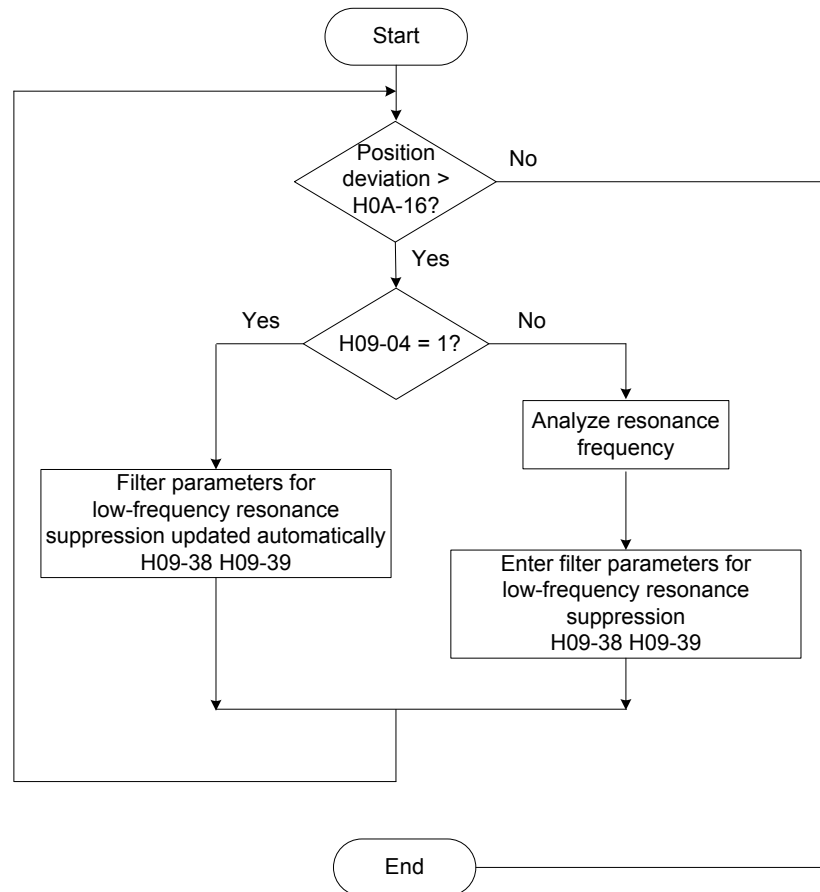 Start
Position
deviation >
H0A-16?
No
Yes
Yes
H09-04 = 1?
No
Analyze resonance
frequency
Filter parameters for
low-frequency resonance
suppression updated automatically
H09-38 H09-39
Enter filter parameters for
low-frequency resonance
suppression
H09-38 H09-39
End